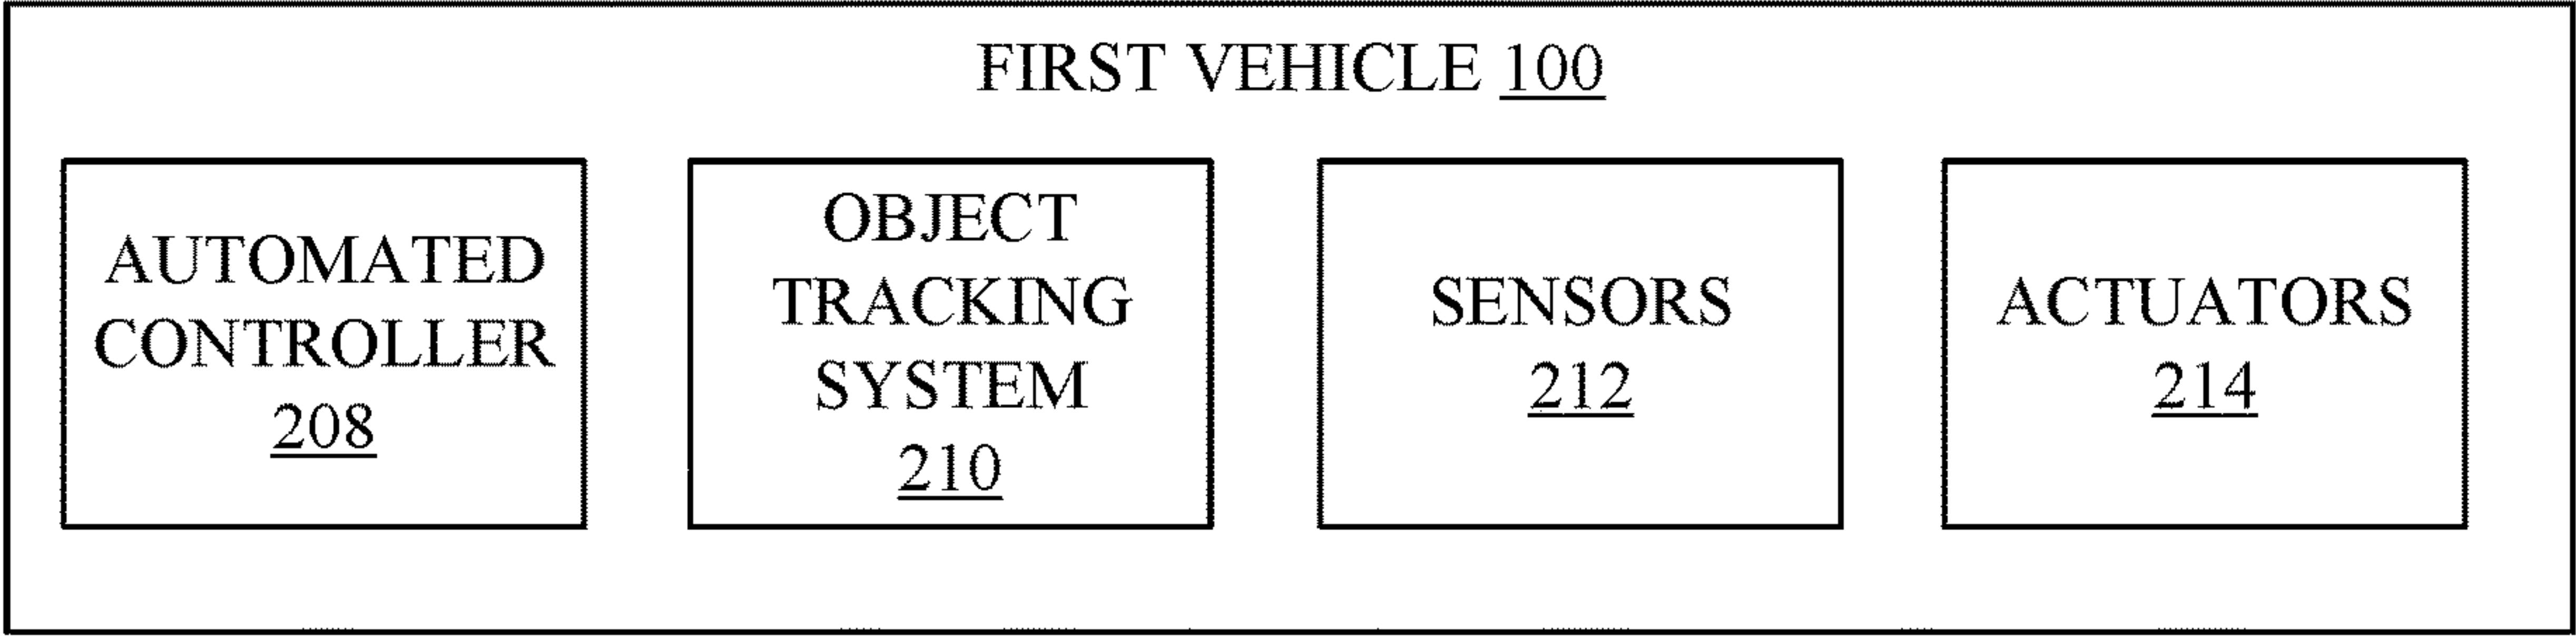 FIRST VEHICLE 100
AUTOMATED
CONTROLLER
208
OBJECT
TRACKING
SYSTEM
210
SENSORS
212
ACTUATORS
214